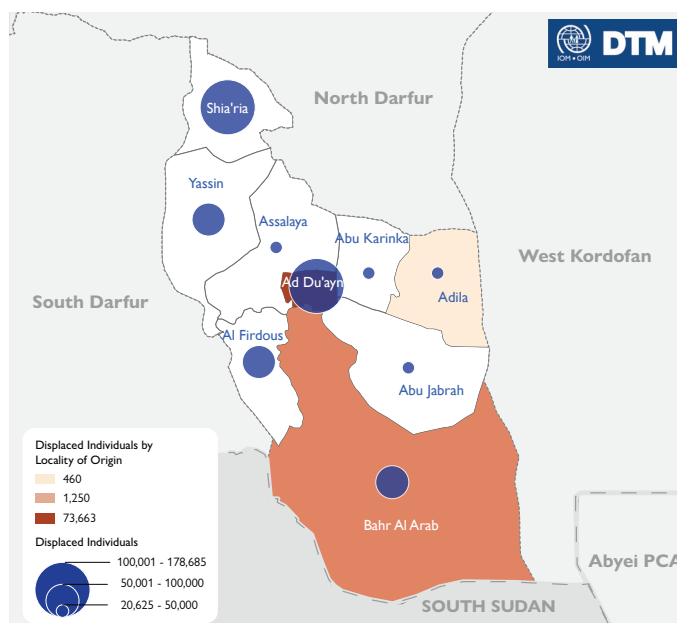 IOM • OIM
DTM
North Darfur
Shia'ria
Yassin
Assalaya
Abu Karinka
West Kordofan
Ad Du'ayn
Adila
South Darfur
Al Firdous
Abu Jabrah
Displaced Individuals by
Locality of Origin
460
1,250
73,663
Displaced Individuals
100,001 - 178,685
50,001 - 100,000
20,625 - 50,000
Bahr Al Arab
Abyei PCA
SOUTH SUDAN